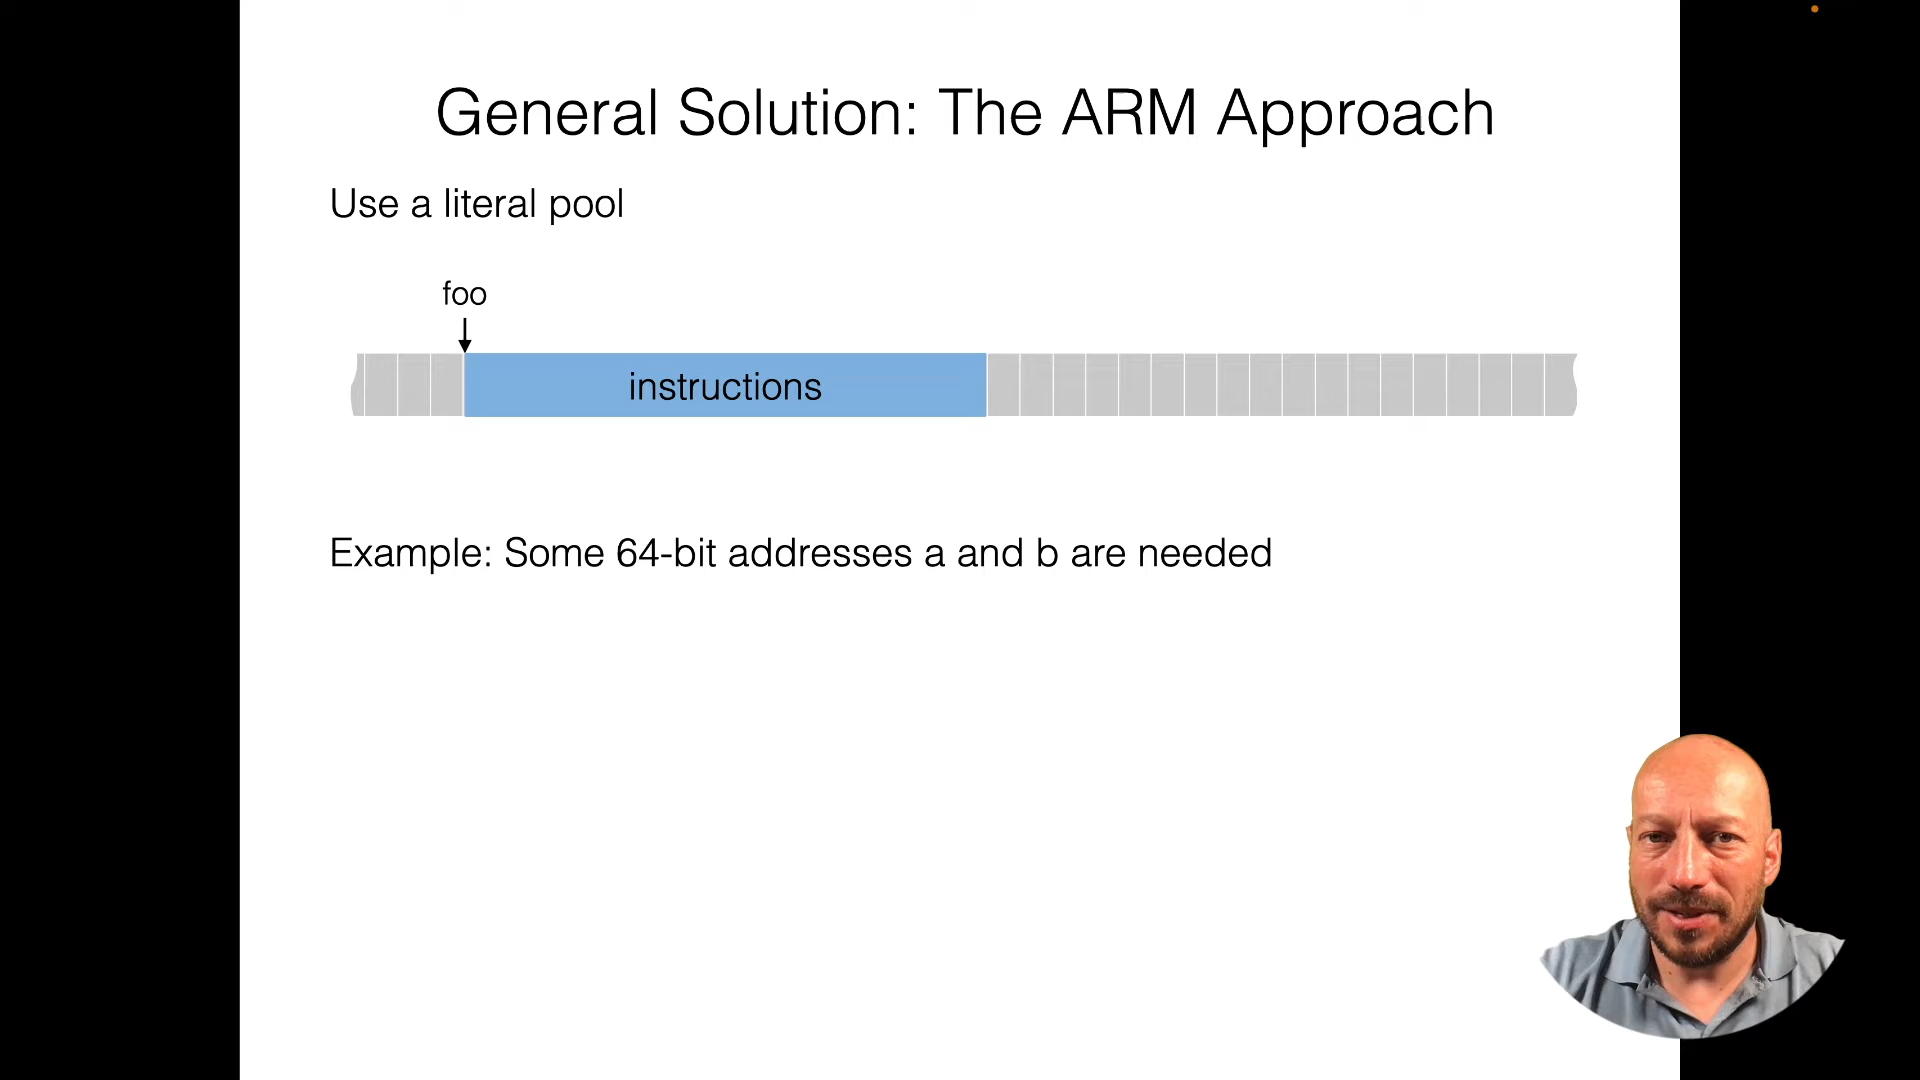 General Solution: The ARM Approach
Use a literal pool
foo
instructions
Example: Some 64-bit addresses a and b are needed